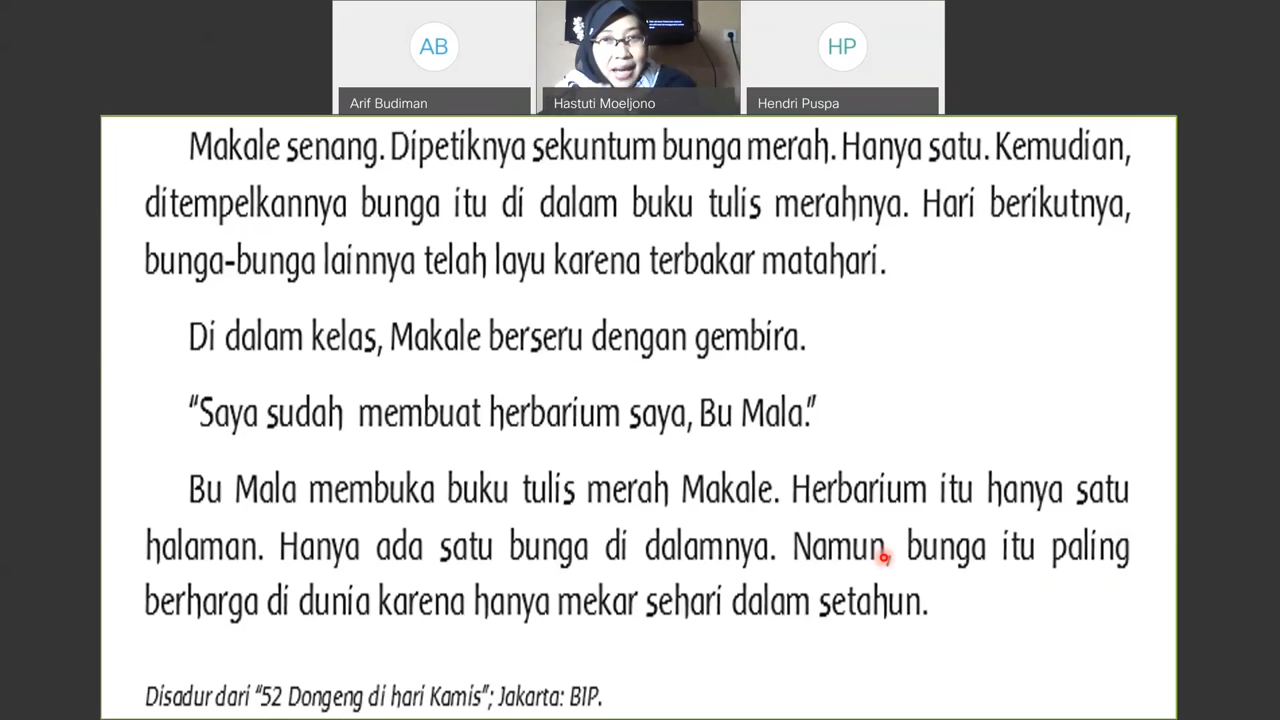 AB
HP
Arif Budiman
Hastuti Moeljono
Hendri Puspa
Makale senang. Dipetiknya sekuntum bunga merah. Hanya satu. Kemudian,
ditempelkannya bunga itu di dalam buku tulis merahnya. Hari berikutnya,
bunga-bunga lainnya telah layu karena terbakar matahari.
Di dalam kelas, Makale berseru dengan gembira.
“Saya sudah membuat herbarium saya, Bu Mala.”
Bu Mala membuka buku tulis merah Makale. Herbarium itu hanya satu
halaman. Hanya ada satu bunga di dalamnya. Namun, bunga itu paling
berharga di dunia karena hanya mekar sehari dalam setahun.
Disadur dari “52 Dongeng di hari Kamis”; Jakarta: BIP.